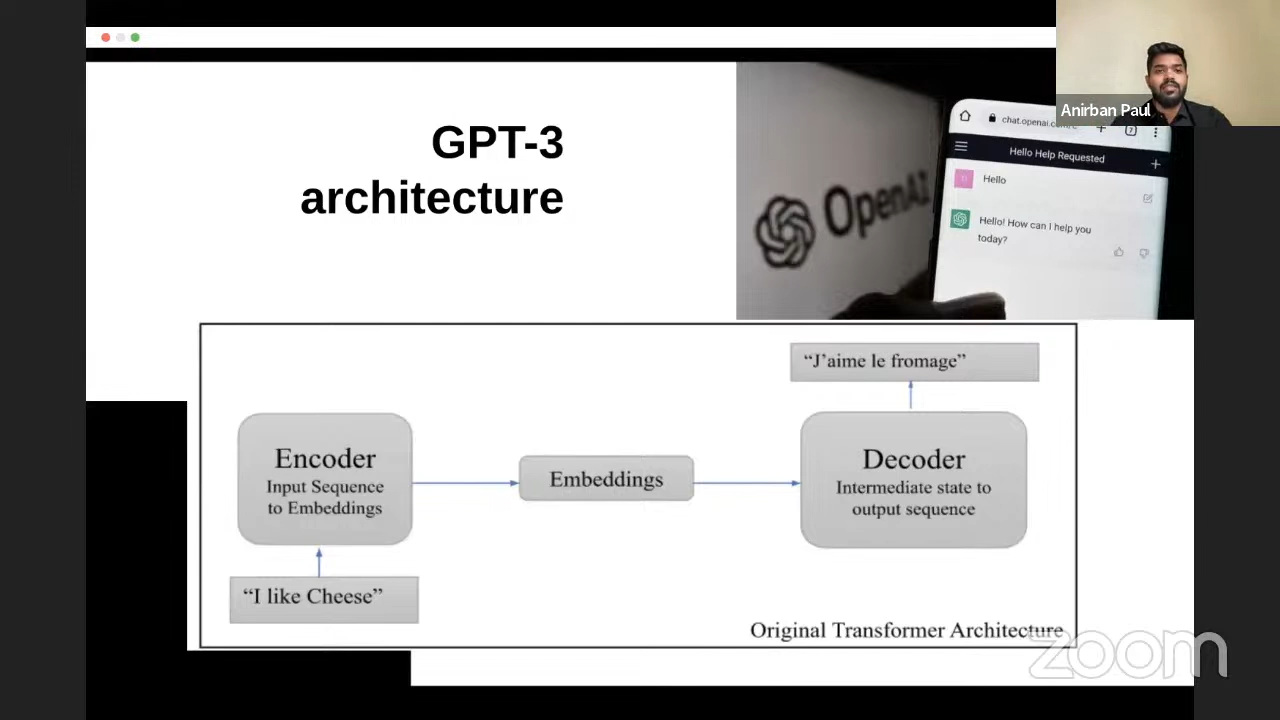 GPT-3
architecture
OpenAI
chat.openai.com
7
Hello Help Requested
Hello
Hello! How can I help you
today?
Anirban Paul
“J’aime le fromage”
Encoder
Input Sequence
to Embeddings
Embeddings
Decoder
Intermediate state to
output sequence
“I like Cheese”
Original Transformer Architecture
zoom